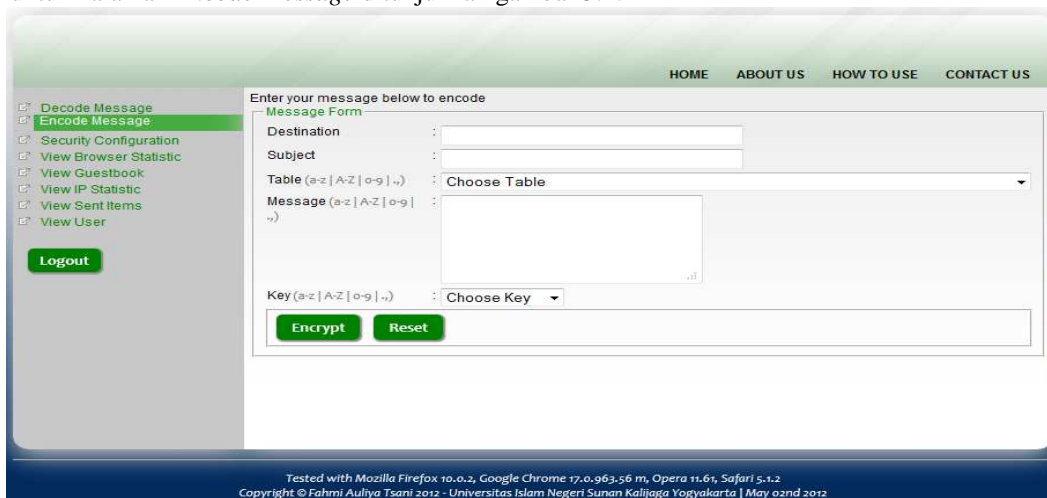 HOME ABOUT US HOW TO USE CONTACT US
Decode Message
Encode Message
Security Configuration
View Browser Statistic
View Guestbook
View IP Statistic
View Sent Items
View User
Logout
Enter your message below to encode
Message Form
Destination :
Subject :
Table (a-z | A-Z | 0-9 | .,) : Choose Table
Message (a-z | A-Z | 0-9 | :
.,)
Key (a-z | A-Z | 0-9 | .,) : Choose Key
Encrypt Reset
Tested with Mozilla Firefox 10.0.2, Google Chrome 17.0.963.56 m, Opera 11.61, Safari 5.1.2
Copyright © Fahmi Auliya Tsani 2012 - Universitas Islam Negeri Sunan Kalijaga Yogyakarta | May 02nd 2012